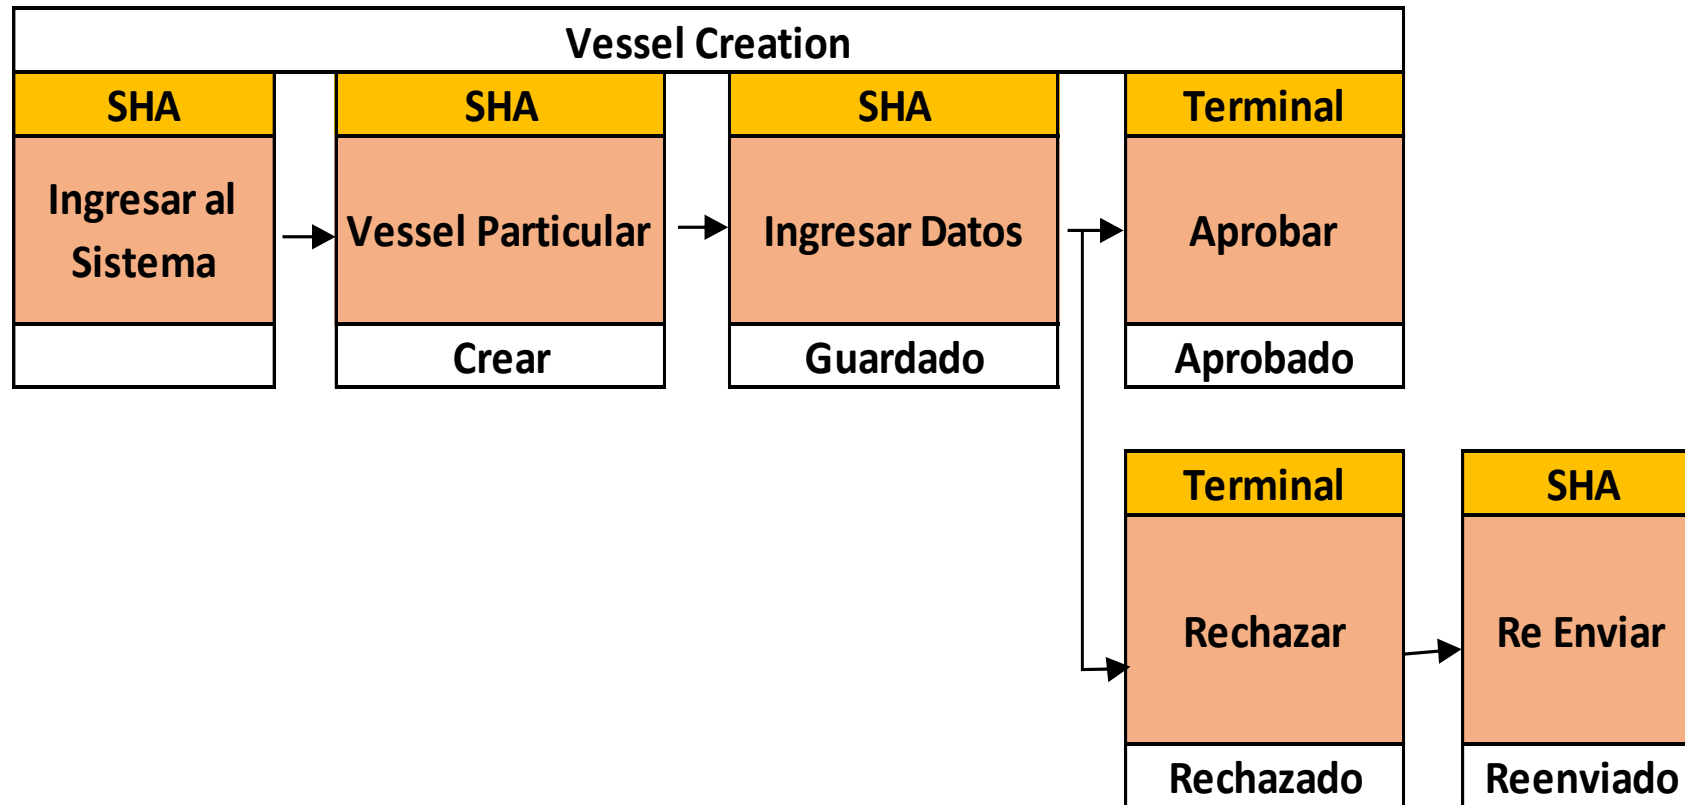 Vessel Creation
SHA
SHA
SHA
Terminal
Ingresar al
Sistema
Vessel Particular
Ingresar Datos
Aprobar
Crear
Guardado
Aprobado
Terminal
SHA
Rechazar
Re Enviar
Rechazado
Reenviado